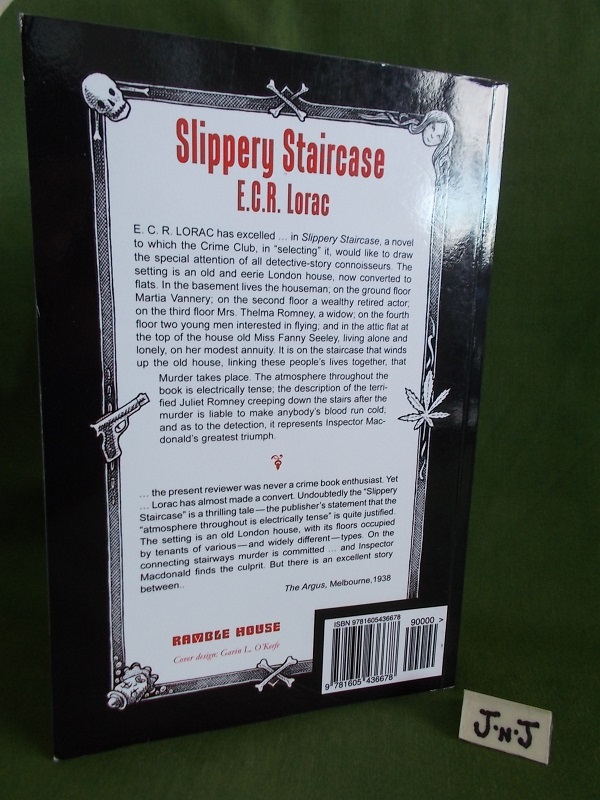 Slippery Staircase
E.C.R. Lorac
E. C. R. LORAC has excelled ... in Slippery Staircase, a novel
to which the Crime Club, in "selecting" it, would like to draw
the special attention of all detective-story connoisseurs. The
setting is an old and eerie London house, now converted to
flats. In the basement lives the houseman; on the ground floor
Martia Vannery; on the second floor a wealthy retired actor;
on the third floor Mrs. Thelma Romney, a widow; on the fourth
floor two young men interested in flying; and in the attic flat at
the top of the house old Miss Fanny Seeley, living alone and
lonely, on her modest annuity. It is on the staircase that winds
up the old house, linking these people's lives together, that
Murder takes place. The atmosphere throughout the
book is electrically tense; the description of the terri-
fied Juliet Romney creeping down the stairs after the
murder is liable to make anybody's blood run cold;
and as to the detection, it represents Inspector Mac-
donald's greatest triumph.
... the present reviewer was never a crime book enthusiast. Yet
... Lorac has almost made a convert. Undoubtedly the "Slippery
Staircase" is a thrilling tale—the publisher's statement that the
"atmosphere throughout is electrically tense" is quite justified.
The setting is an old London house, with its floors occupied
by tenants of various—and widely different—types. On the
connecting stairways murder is committed ... and Inspector
Macdonald finds the culprit. But there is an excellent story
between..
The Argus, Melbourne,1938
RAMBLE HOUSE
Cover design: Gavin L. O'Keefe
ISBN 9781605436678
90000 >
9 781605 436678
J·N·J